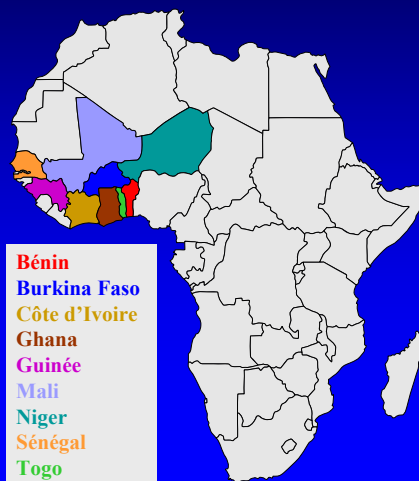 Bénin
Burkina Faso
Côte d’Ivoire
Ghana
Guinée
Mali
Niger
Sénégal
Togo